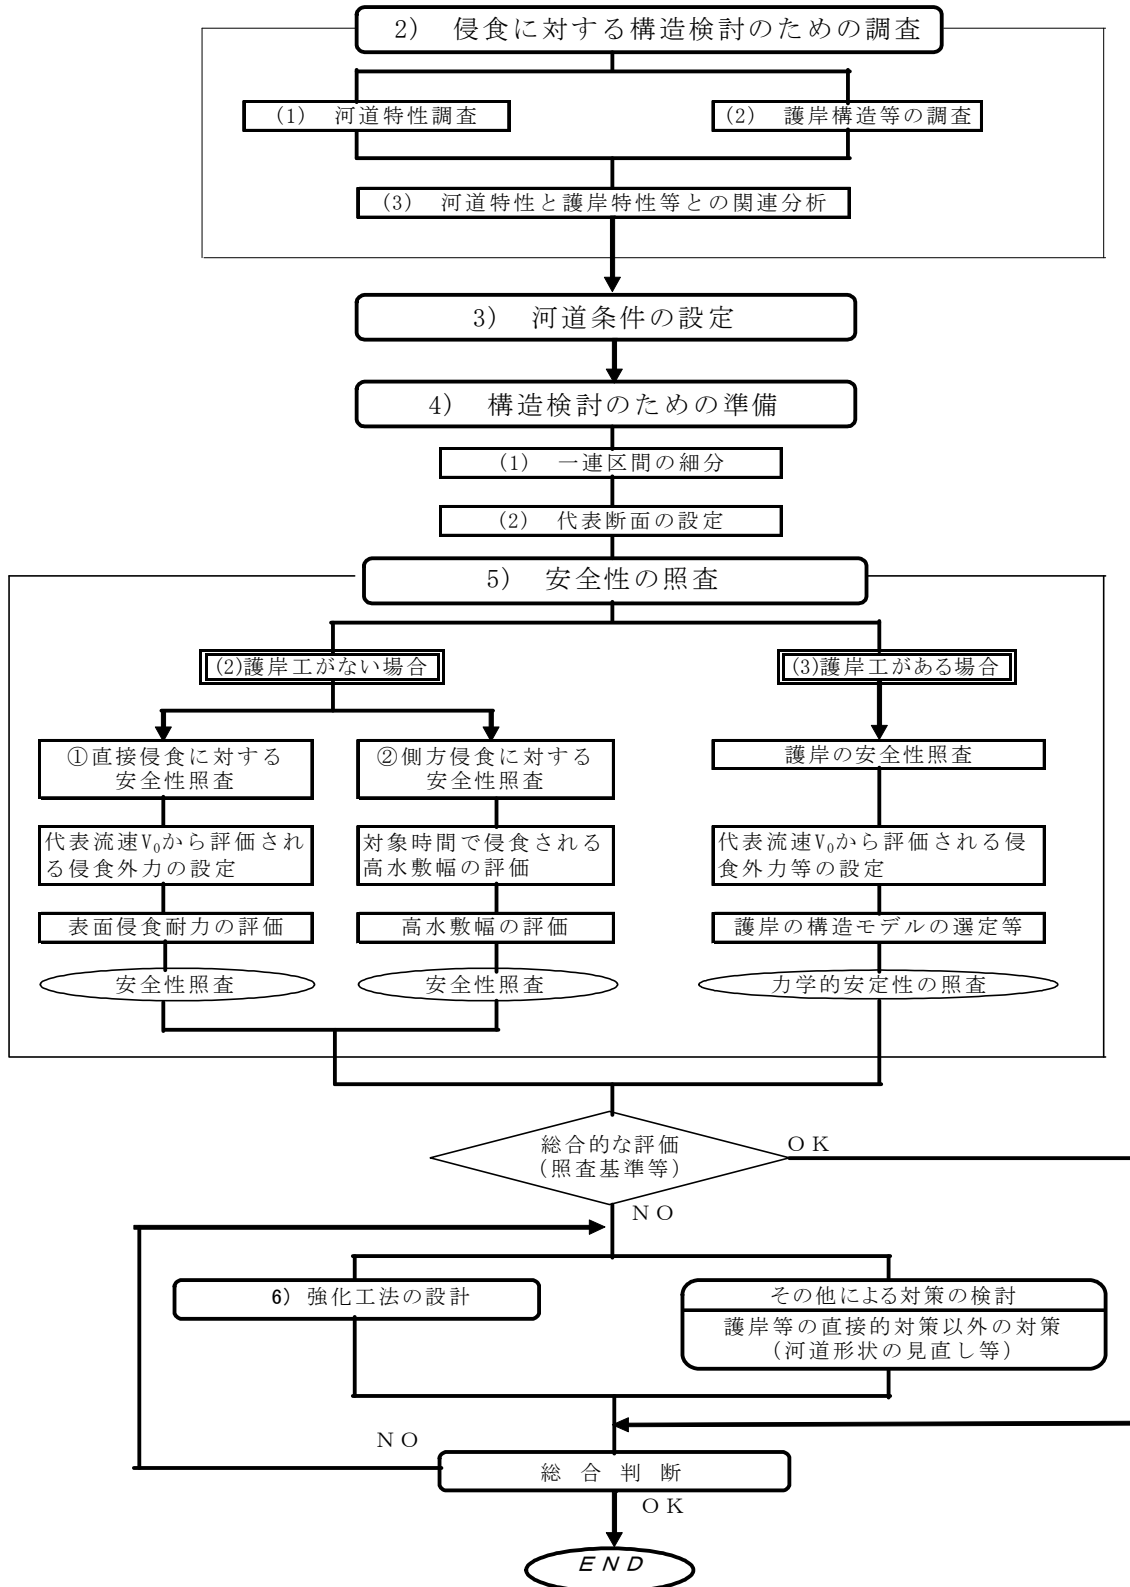 2) 侵食に対する構造検討のための調査
(1) 河道特性調査
(2) 護岸構造等の調査
(3) 河道特性と護岸特性等との関連分析
3) 河道条件の設定
4) 構造検討のための準備
(1) 一連区間の細分
(2) 代表断面の設定
5) 安全性の照査
(2)護岸工がない場合
(3)護岸工がある場合
①直接侵食に対する
安全性照査
②側方侵食に対する
安全性照査
護岸の安全性照査
代表流速V₀から評価され
る侵食外力の設定
対象時間で侵食される
高水敷幅の評価
代表流速V₀から評価される侵
食外力等の設定
表面侵食耐力の評価
高水敷幅の評価
護岸の構造モデルの選定等
安全性照査
安全性照査
力学的安定性の照査
総合的な評価
(照査基準等)
OK
NO
6) 強化工法の設計
その他による対策の検討
護岸等の直接的対策以外の対策
(河道形状の見直し等)
NO
総合判断
OK
END